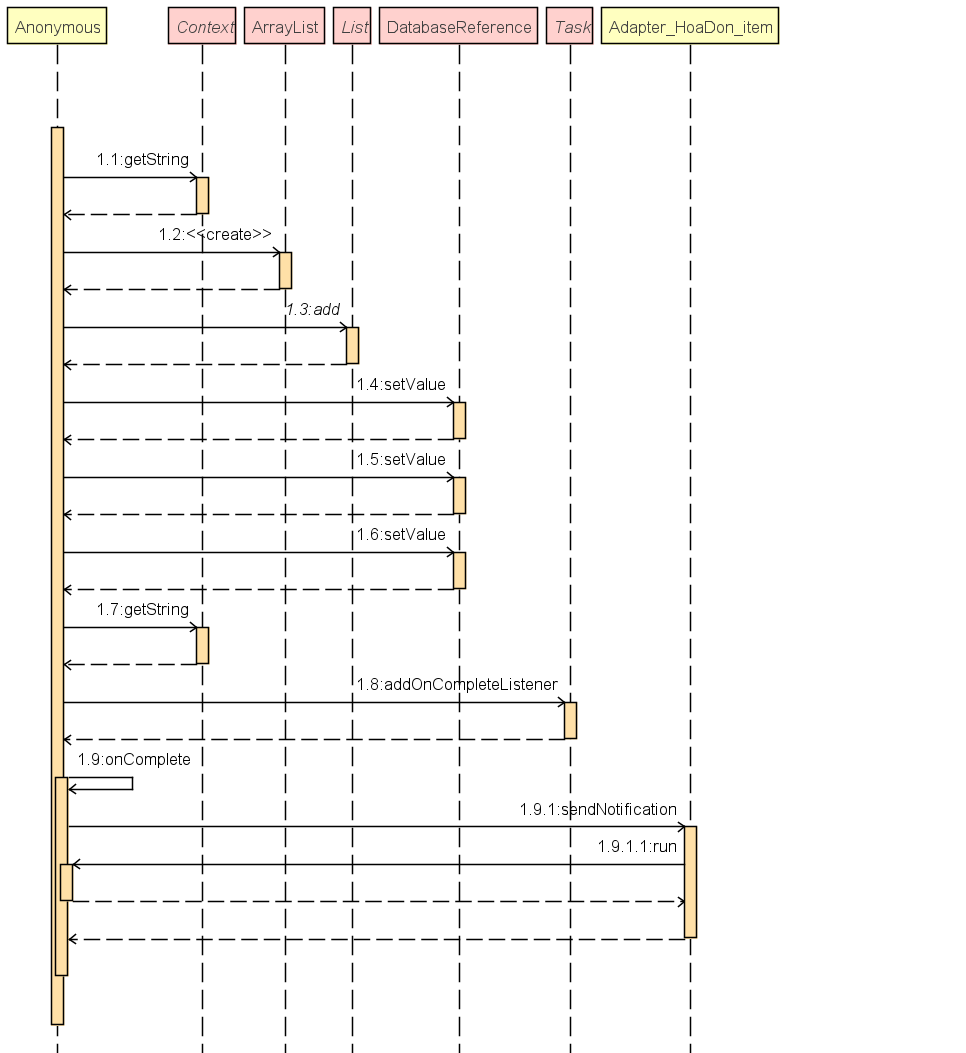 Anonymous
Context
ArrayList
List
DatabaseReference
Task
Adapter_HoaDon_item
1.1:getString
1.2:<<create>>
1.3:add
1.4:setValue
1.5:setValue
1.6:setValue
1.7:getString
1.8:addOnCompleteListener
1.9:onComplete
1.9.1:sendNotification
1.9.1.1:run